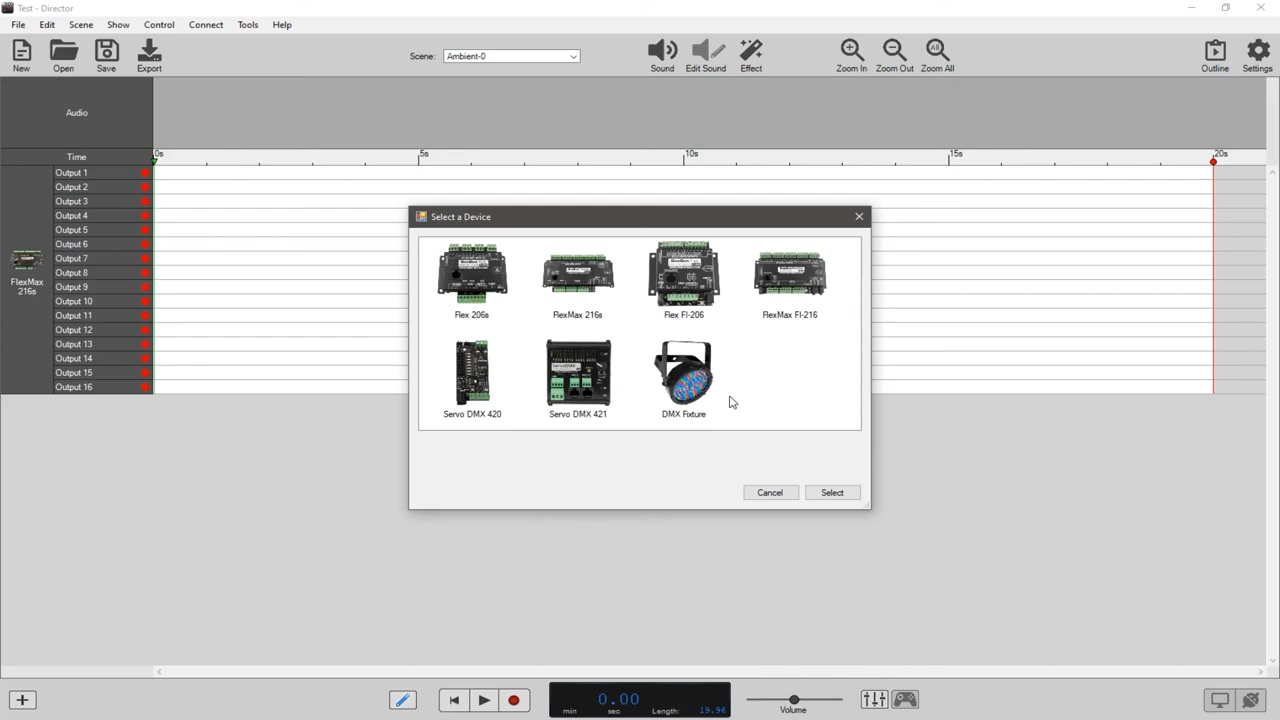 Test - Director
File Edit Scene Show Control Connect Tools Help
New Open Save Export
Scene: Ambient-0
Sound Edit Sound Effect
All
Zoom In Zoom Out Zoom All
Outline Settings
Audio
Time 0s 5s 10s 15s 20s
Output 1
Output 2
Output 3
Output 4
Output 5
Output 6
Output 7
Output 8
Output 9
Output 10
Output 11
Output 12
Output 13
Output 14
Output 15
Output 16
FlexMax
216s
Select a Device
Flex 206s FlexMax 216s Flex FI-206 FlexMax FI-216
Servo DMX 420 Servo DMX 421 DMX Fixture
Cancel Select
0.00
min sec Length: 19.96
Volume